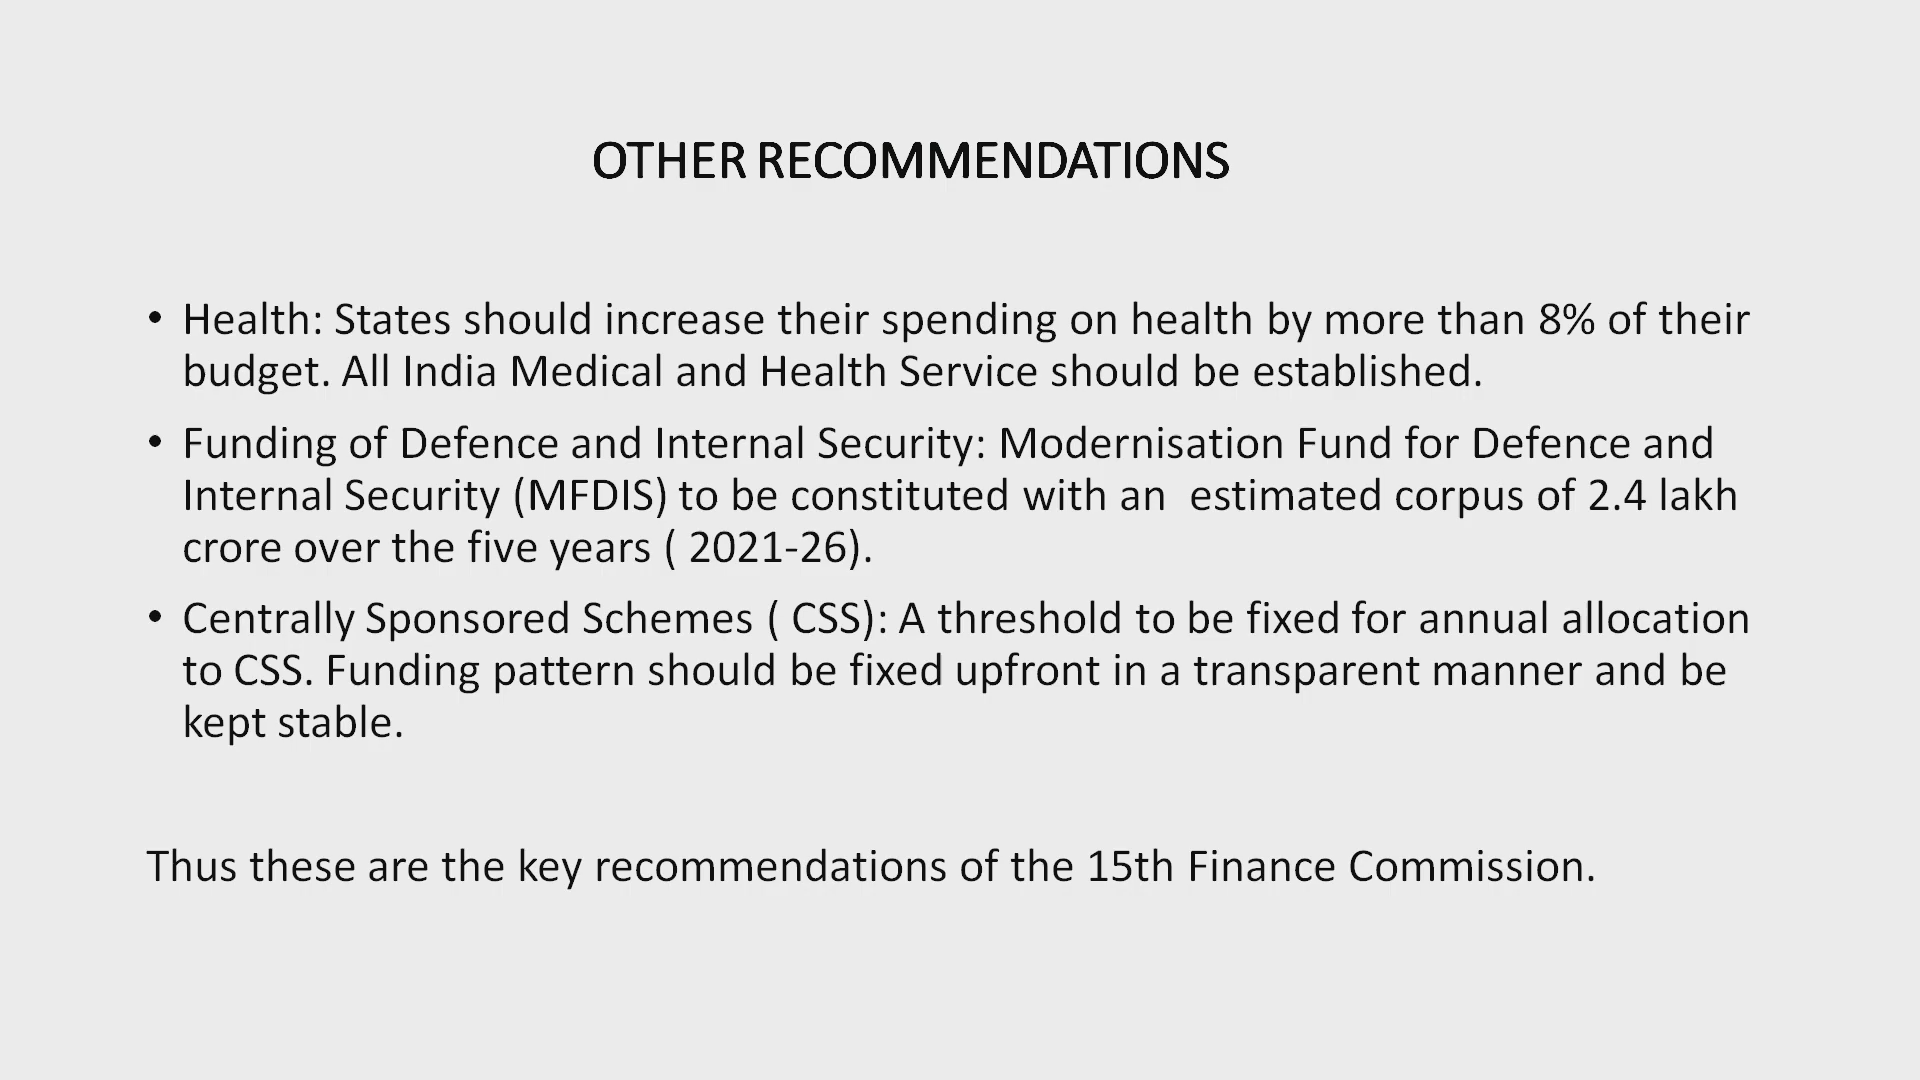 OTHER RECOMMENDATIONS
• Health: States should increase their spending on health by more than 8% of their
budget. All India Medical and Health Service should be established.
• Funding of Defence and Internal Security: Modernisation Fund for Defence and
Internal Security (MFDIS) to be constituted with an  estimated corpus of 2.4 lakh
crore over the five years ( 2021-26).
• Centrally Sponsored Schemes ( CSS): A threshold to be fixed for annual allocation
to CSS. Funding pattern should be fixed upfront in a transparent manner and be
kept stable.
Thus these are the key recommendations of the 15th Finance Commission.